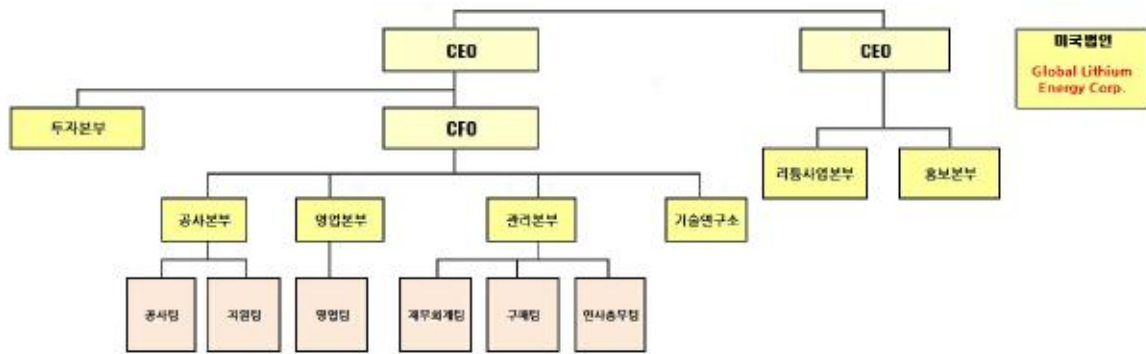 CEO
CEO
미국법인
Global Lithium
Energy Corp.
투자본부
CFO
리튬사업본부
홍보본부
공사본부
영업본부
관리본부
기술연구소
공사팀
지원팀
영업팀
재무회계팀
구매팀
인사총무팀